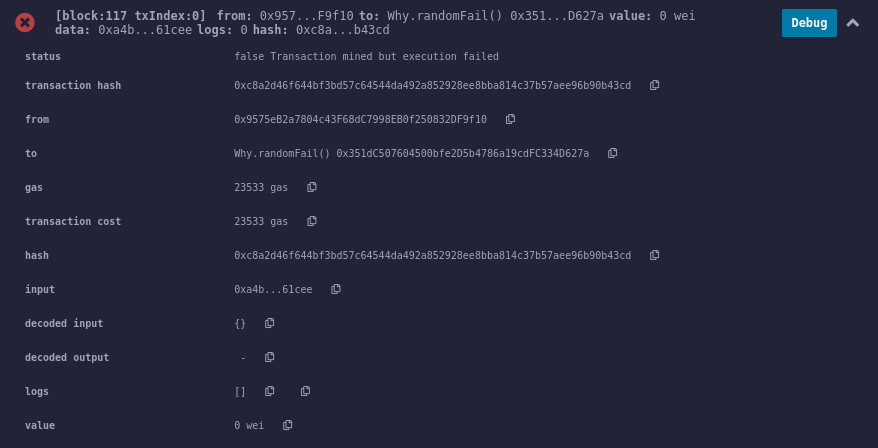 [block:117 txIndex:0] from: 0x957...F9f10 to: Why.randomFail() 0x351...D627a value: 0 wei
data: 0xa4b...61cee logs: 0 hash: 0xc8a...b43cd
Debug
status false Transaction mined but execution failed
transaction hash 0xc8a2d46f644bf3bd57c64544da492a852928ee8bba814c37b57aee96b90b43cd
from 0x9575eB2a7804c43F68dC7998EB0f250832DF9f10
to Why.randomFail() 0x351dC507604500bfe2D5b4786a19cdFC334D627a
gas 23533 gas
transaction cost 23533 gas
hash 0xc8a2d46f644bf3bd57c64544da492a852928ee8bba814c37b57aee96b90b43cd
input 0xa4b...61cee
decoded input {}
decoded output -
logs []
value 0 wei